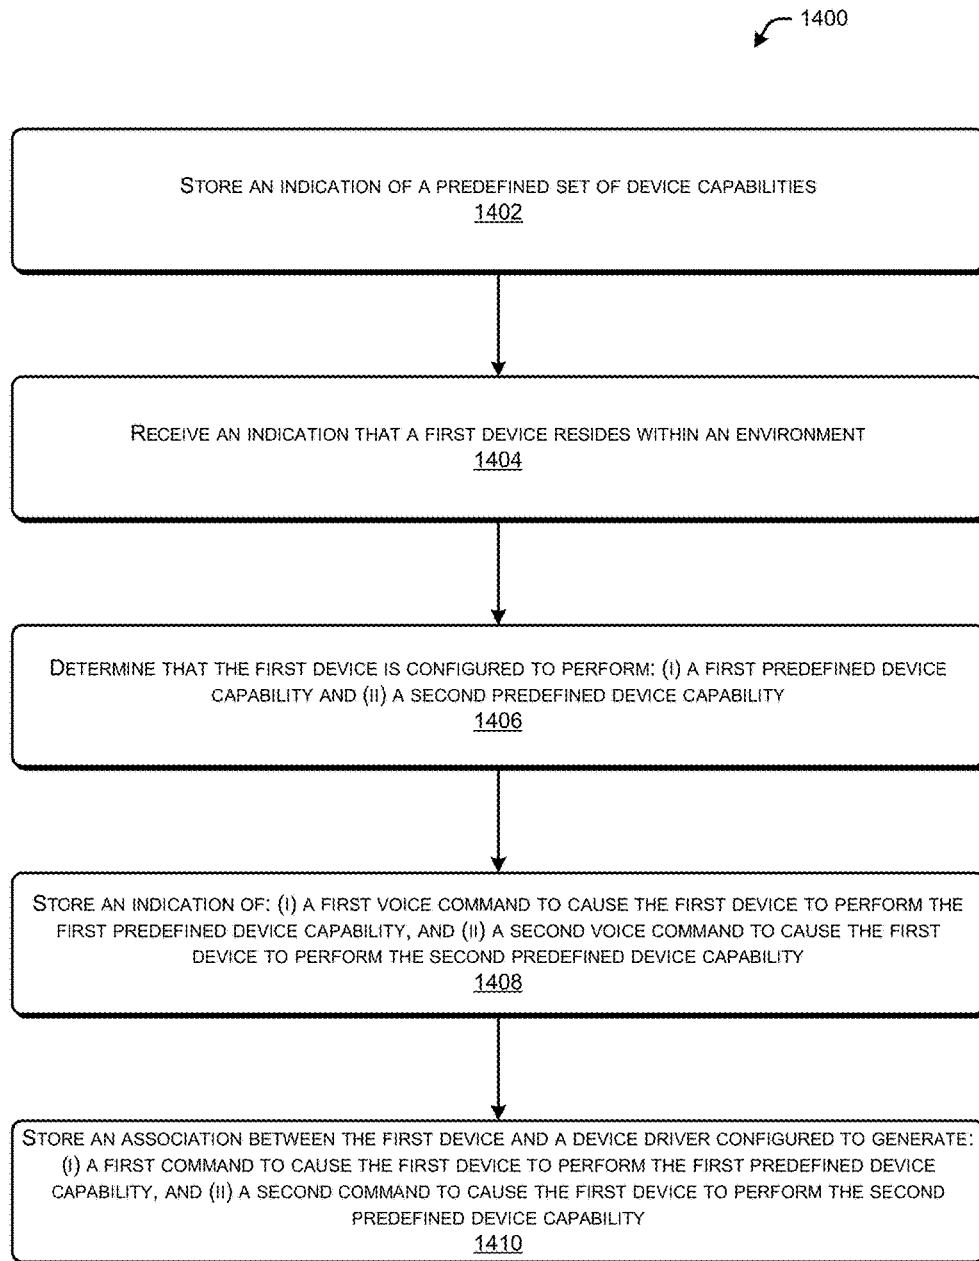 1400
STORE AN INDICATION OF A PREDEFINED SET OF DEVICE CAPABILITIES
1402
RECEIVE AN INDICATION THAT A FIRST DEVICE RESIDES WITHIN AN ENVIRONMENT
1404
DETERMINE THAT THE FIRST DEVICE IS CONFIGURED TO PERFORM: (I) A FIRST PREDEFINED DEVICE
CAPABILITY AND (II) A SECOND PREDEFINED DEVICE CAPABILITY
1406
STORE AN INDICATION OF: (I) A FIRST VOICE COMMAND TO CAUSE THE FIRST DEVICE TO PERFORM THE
FIRST PREDEFINED DEVICE CAPABILITY, AND (II) A SECOND VOICE COMMAND TO CAUSE THE FIRST
DEVICE TO PERFORM THE SECOND PREDEFINED DEVICE CAPABILITY
1408
STORE AN ASSOCIATION BETWEEN THE FIRST DEVICE AND A DEVICE DRIVER CONFIGURED TO GENERATE:
(I) A FIRST COMMAND TO CAUSE THE FIRST DEVICE TO PERFORM THE FIRST PREDEFINED DEVICE
CAPABILITY, AND (II) A SECOND COMMAND TO CAUSE THE FIRST DEVICE TO PERFORM THE SECOND
PREDEFINED DEVICE CAPABILITY
1410